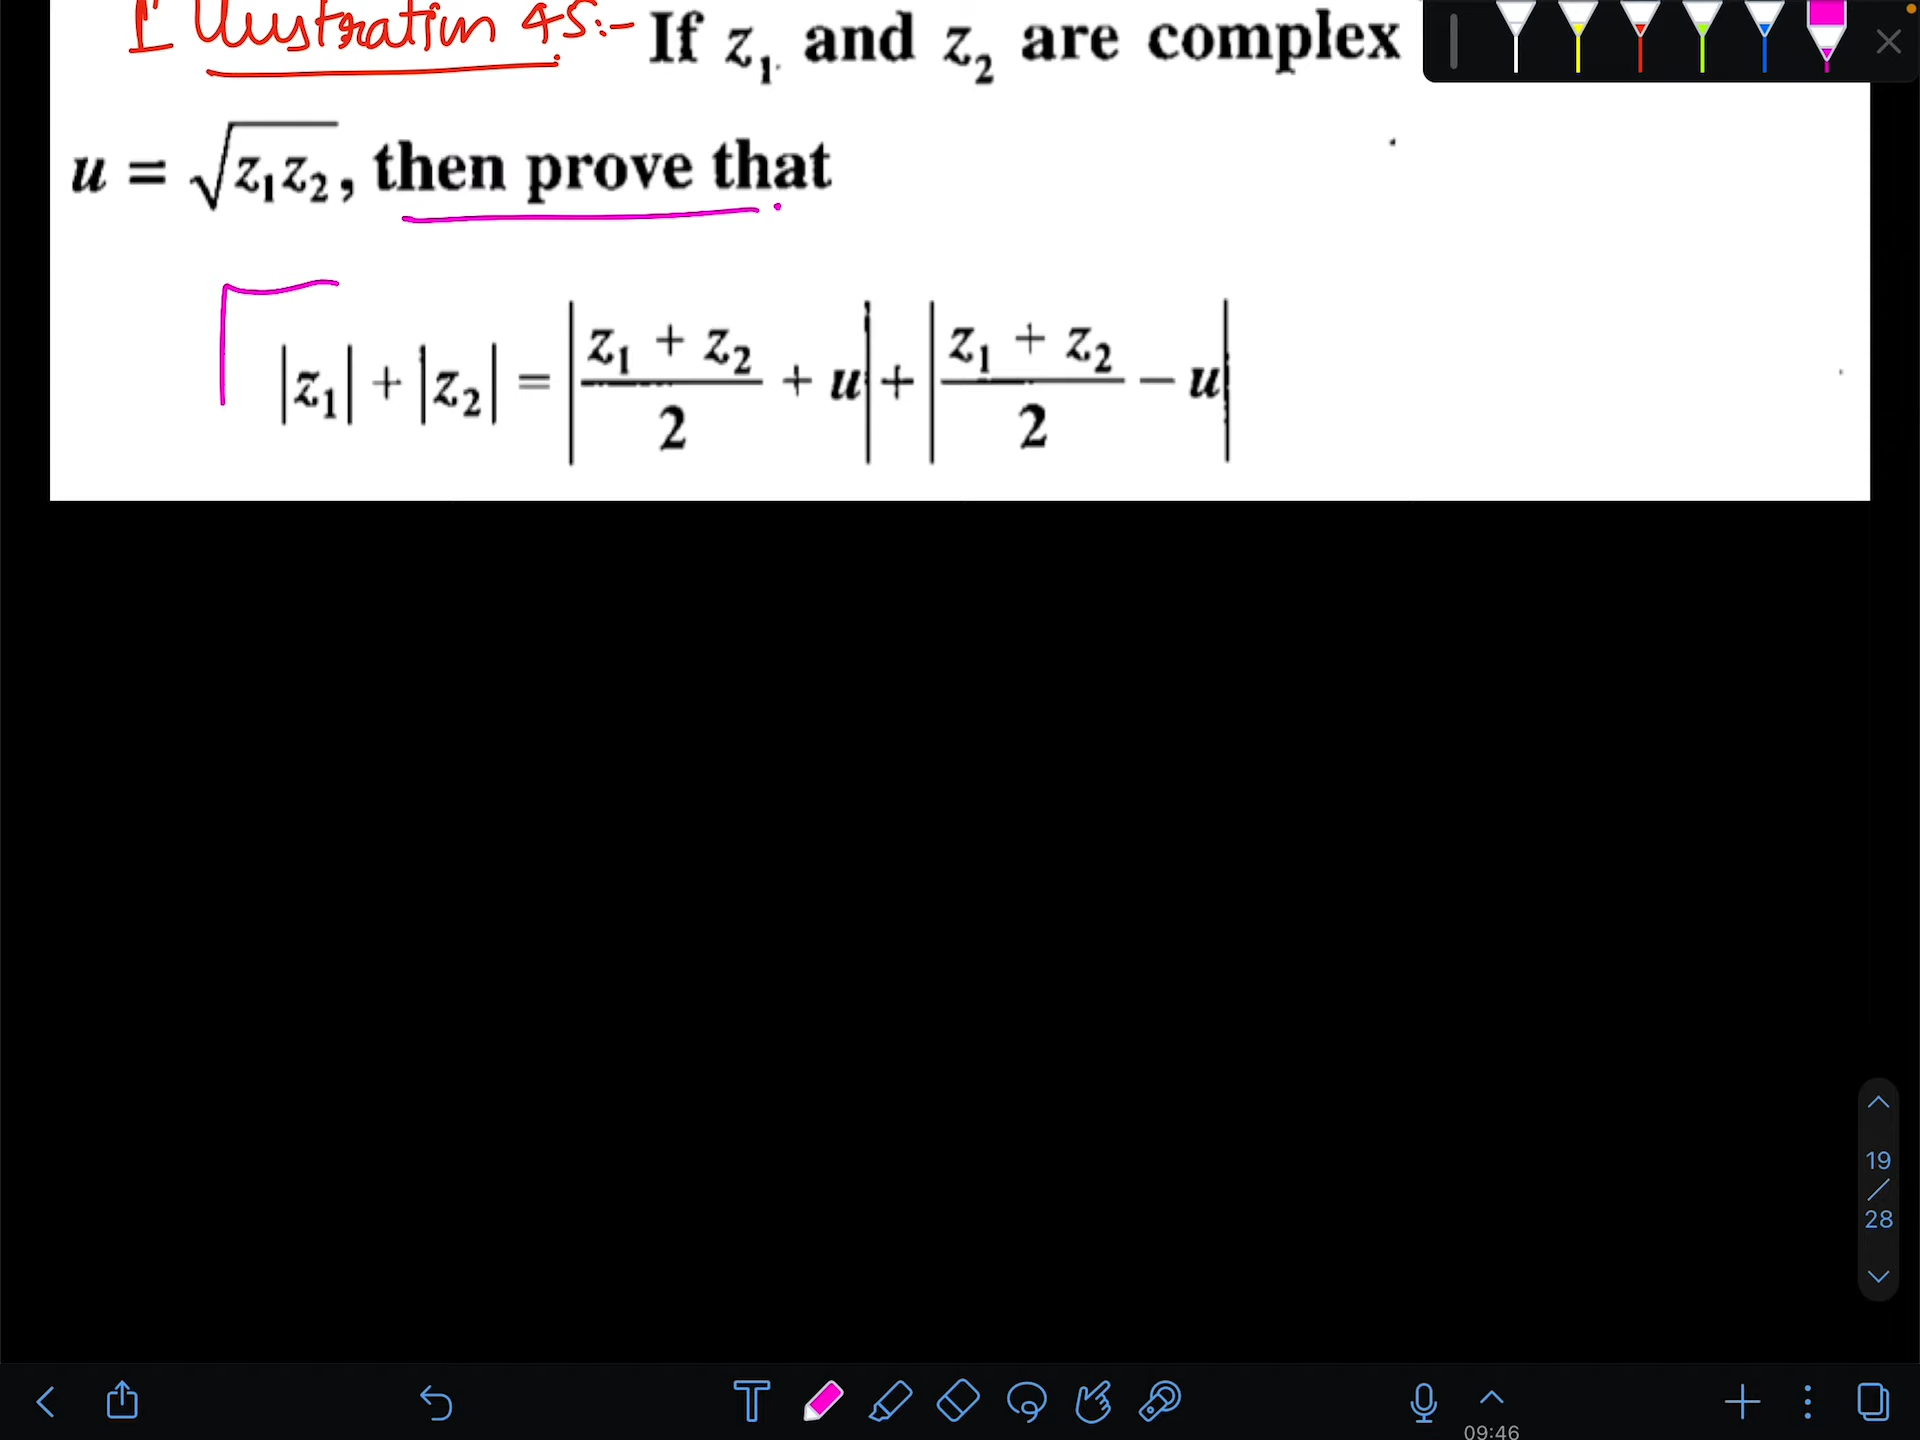 Illustration 45:- If z₁ and z₂ are complex
u = √z₁z₂, then prove that
|z₁| + |z₂| = |(z₁ + z₂)/2 + u| + |(z₁ + z₂)/2 − u|
19
/
28
T
09:46